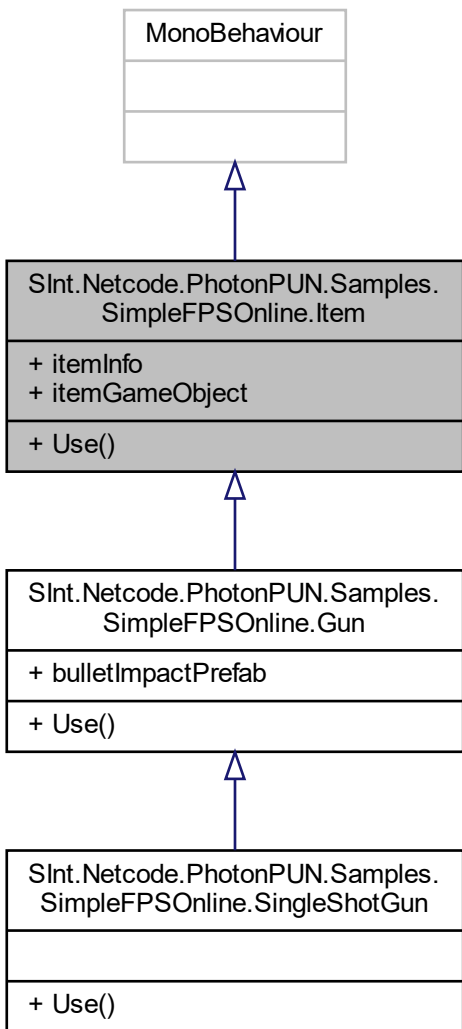 MonoBehaviour
SInt.Netcode.PhotonPUN.Samples.
SimpleFPSOnline.Item
+ itemInfo
+ itemGameObject
+ Use()
SInt.Netcode.PhotonPUN.Samples.
SimpleFPSOnline.Gun
+ bulletImpactPrefab
+ Use()
SInt.Netcode.PhotonPUN.Samples.
SimpleFPSOnline.SingleShotGun
+ Use()